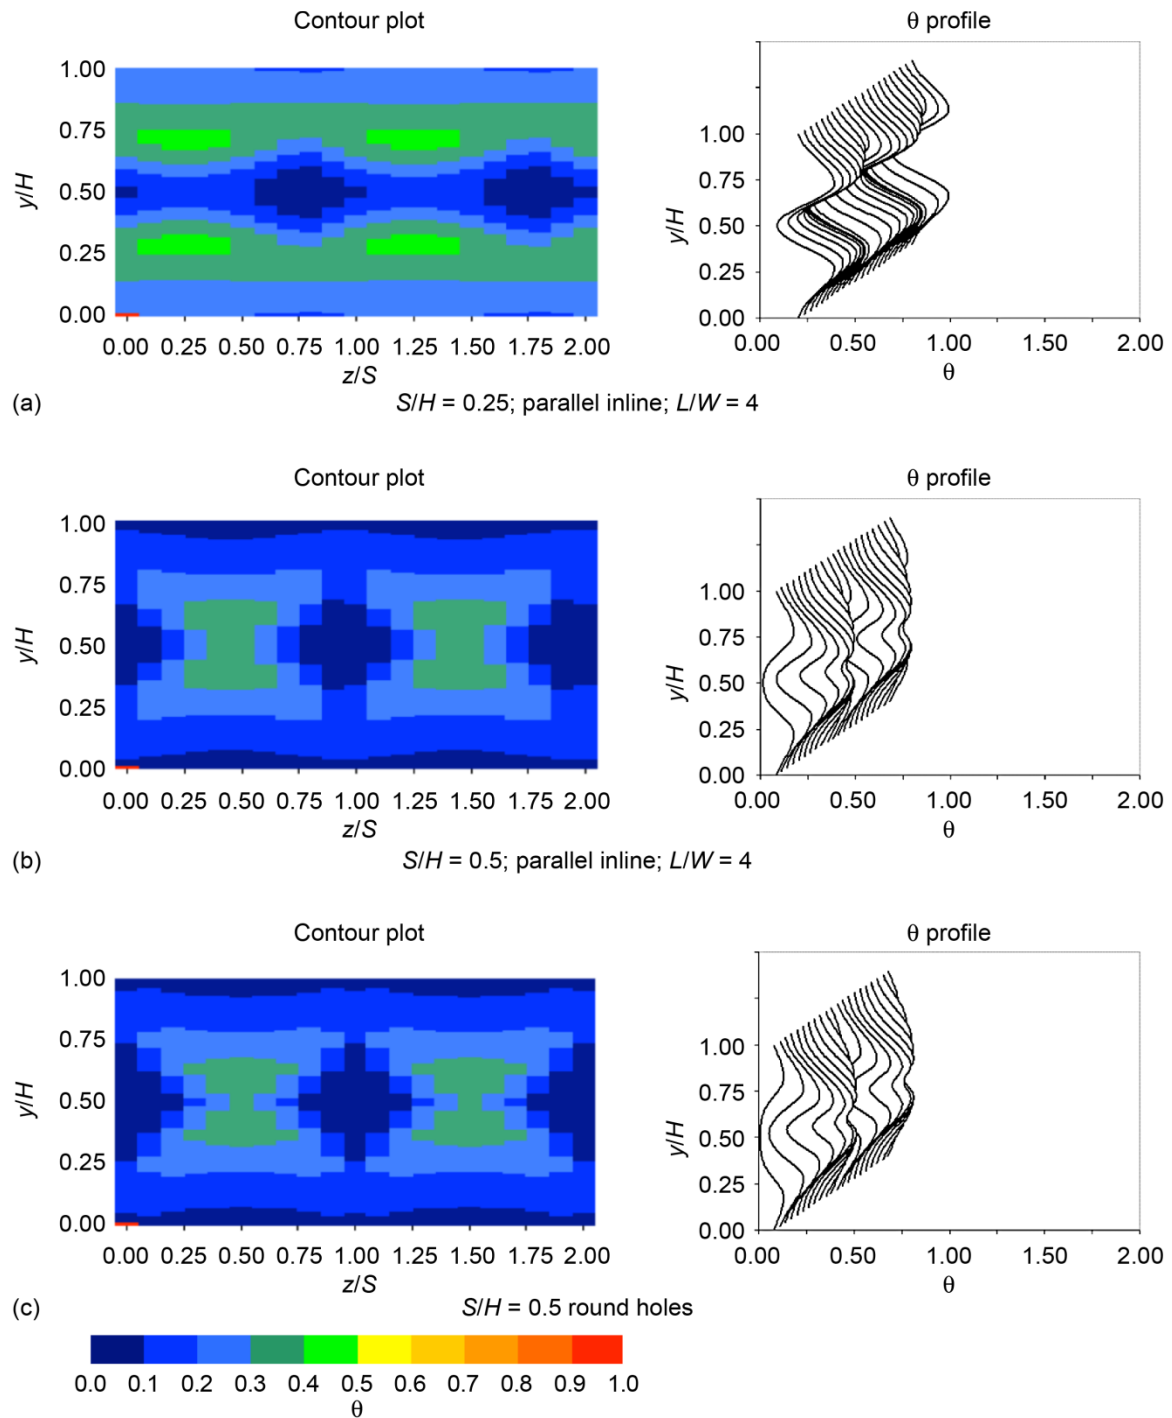 Contour plot
θ profile
1.00
0.75
0.50
0.25
0.00
y/H
0.00 0.25 0.50 0.75 1.00 1.25 1.50 1.75 2.00
z/S
1.00
0.75
0.50
0.25
0.00
y/H
0.00 0.50 1.00 1.50 2.00
θ
(a)
S/H = 0.25; parallel inline; L/W = 4
Contour plot
θ profile
1.00
0.75
0.50
0.25
0.00
y/H
0.00 0.25 0.50 0.75 1.00 1.25 1.50 1.75 2.00
z/S
1.00
0.75
0.50
0.25
0.00
y/H
0.00 0.50 1.00 1.50 2.00
θ
(b)
S/H = 0.5; parallel inline; L/W = 4
Contour plot
θ profile
1.00
0.75
0.50
0.25
0.00
y/H
0.00 0.25 0.50 0.75 1.00 1.25 1.50 1.75 2.00
z/S
1.00
0.75
0.50
0.25
0.00
y/H
0.00 0.50 1.00 1.50 2.00
θ
(c)
S/H = 0.5 round holes
0.0 0.1 0.2 0.3 0.4 0.5 0.6 0.7 0.8 0.9 1.0
θ